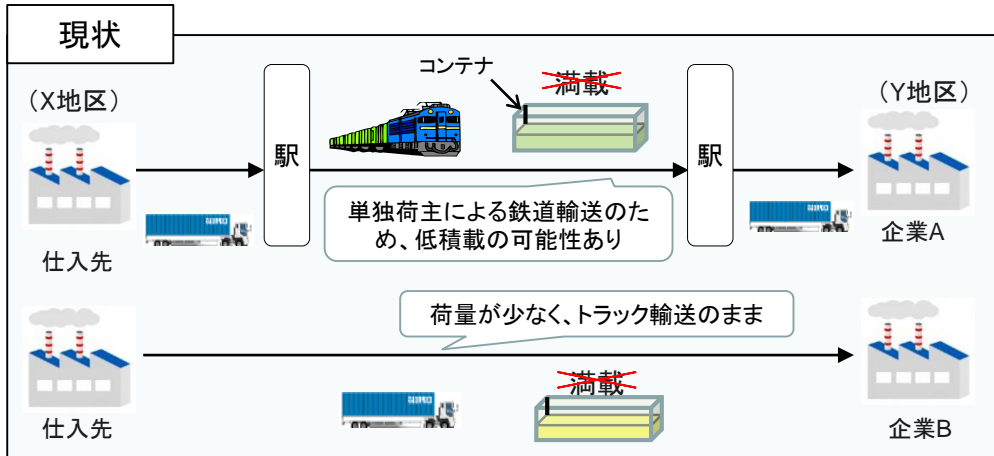 現状
コンテナ
満載
(X地区)
(Y地区)
駅
駅
単独荷主による鉄道輸送のた
め、低積載の可能性あり
仕入先
企業A
荷量が少なく、トラック輸送のまま
満載
仕入先
企業B